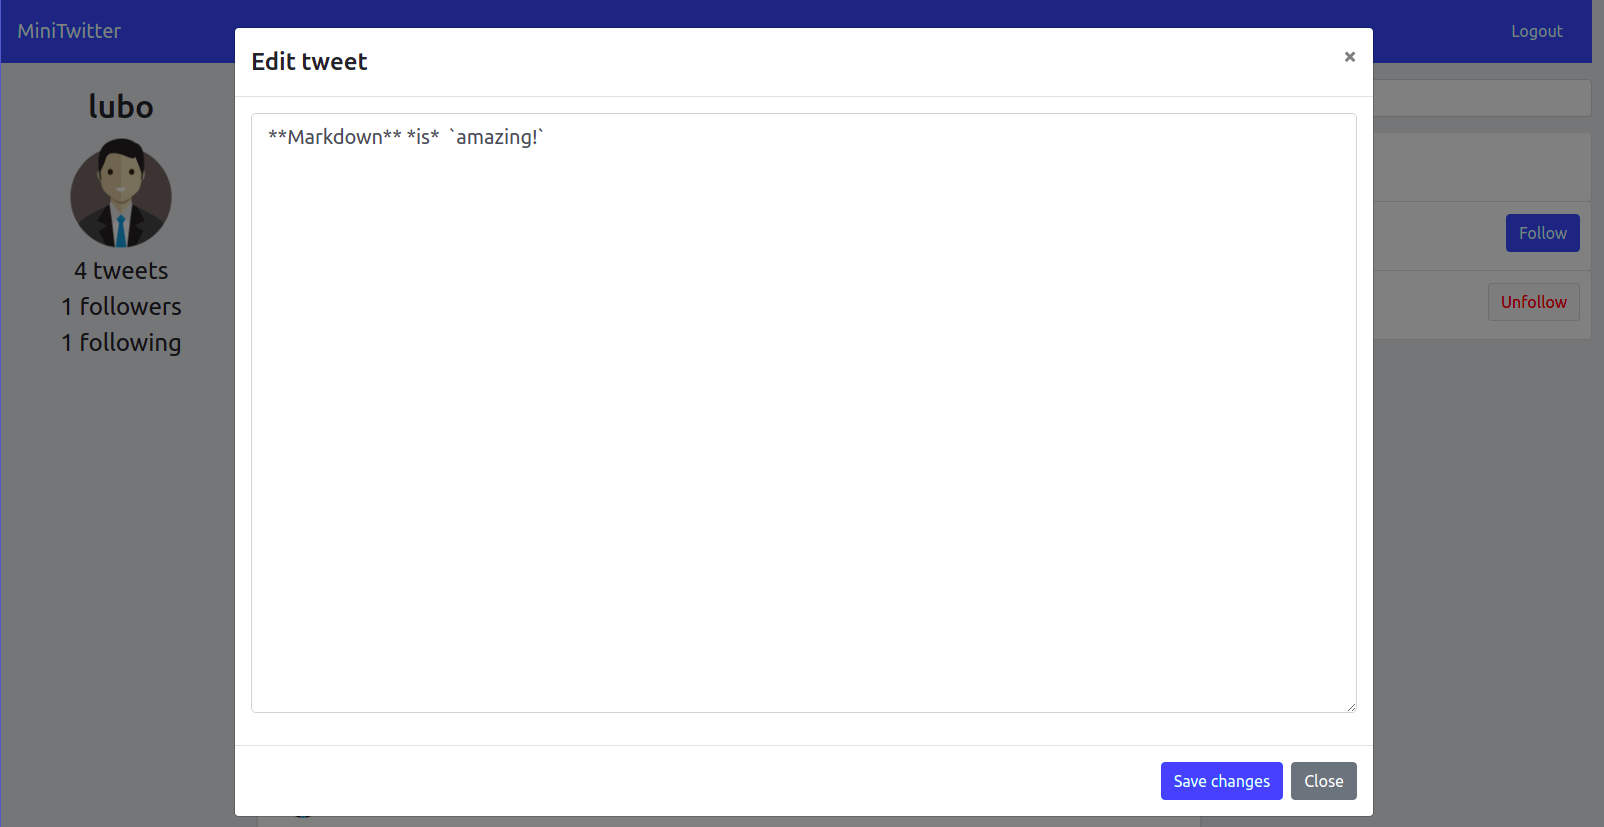 MiniTwitter
Logout
Edit tweet
×
lubo
**Markdown** *is*  `amazing!`
4 tweets
1 followers
1 following
Follow
Unfollow
Save changes
Close